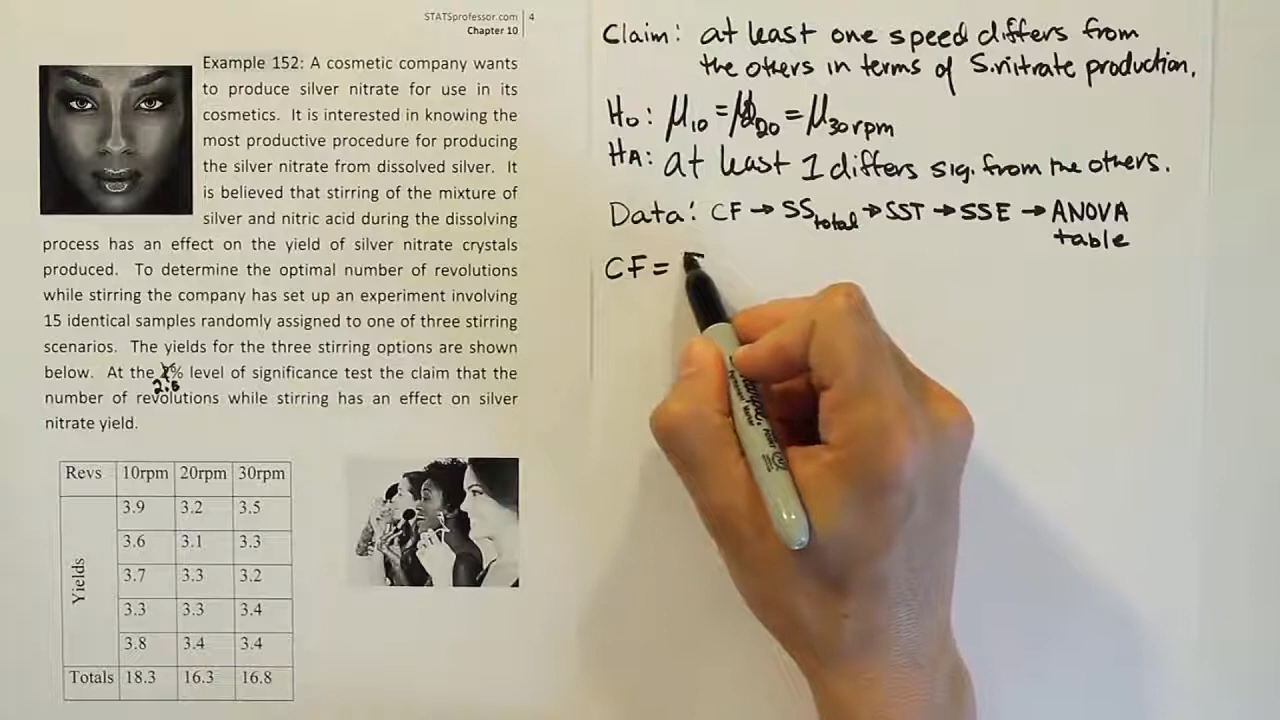 STATSprofessor.com | 4
Chapter 10
Example 152: A cosmetic company wants
to produce silver nitrate for use in its
cosmetics. It is interested in knowing the
most productive procedure for producing
the silver nitrate from dissolved silver. It
is believed that stirring of the mixture of
silver and nitric acid during the dissolving
process has an effect on the yield of silver nitrate crystals
produced. To determine the optimal number of revolutions
while stirring the company has set up an experiment involving
15 identical samples randomly assigned to one of three stirring
scenarios. The yields for the three stirring options are shown
below. At the % level of significance test the claim that the
2.5
number of revolutions while stirring has an effect on silver
nitrate yield.
Revs 10rpm 20rpm 30rpm
Yields
3.9 3.2 3.5
3.6 3.1 3.3
3.7 3.3 3.2
3.3 3.3 3.4
3.8 3.4 3.4
Totals 18.3 16.3 16.8
Claim: at least one speed differs from
the others in terms of S.nitrate production.
H₀: μ₁₀ = μ₂₀ = μ₃₀rpm
HA: at least 1 differs sig. from the others.
Data: CF → SStotal → SST → SSE → ANOVA
table
CF =